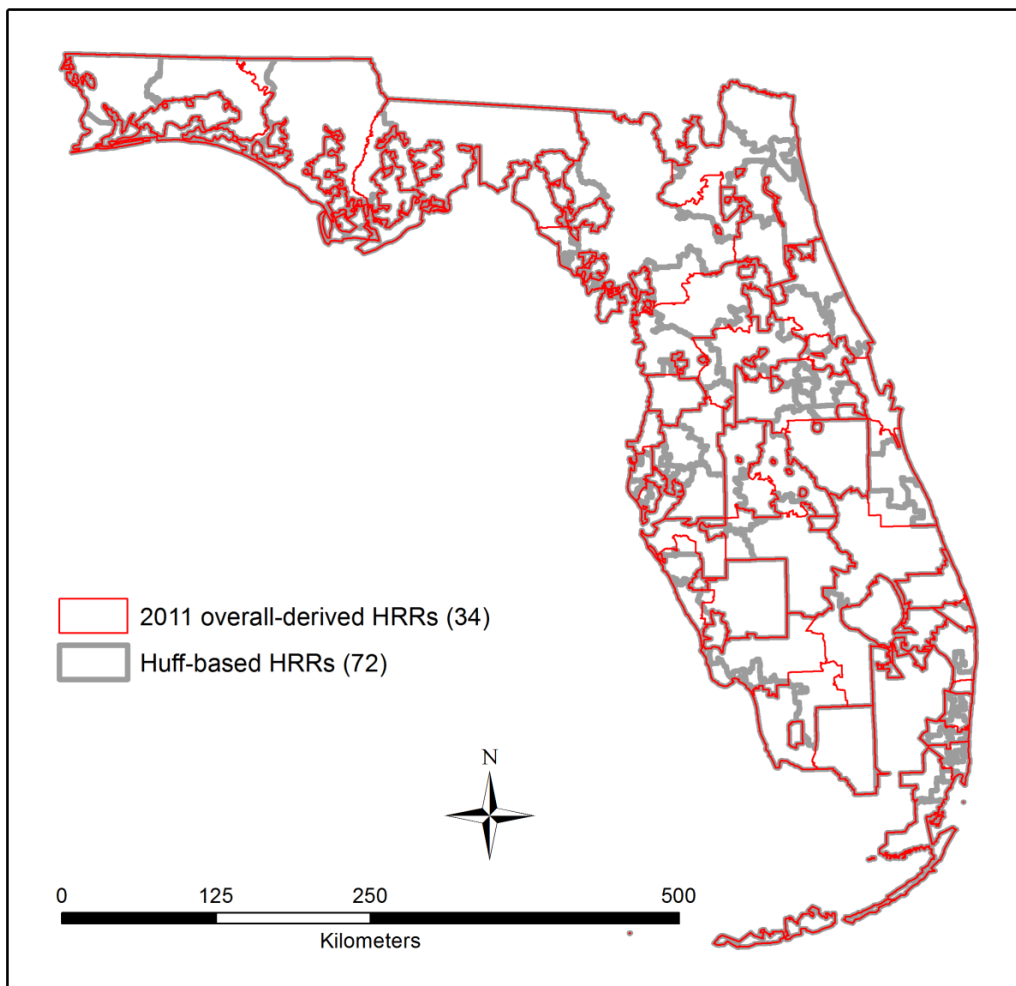 2011 overall-derived HRRs (34)
Huff-based HRRs (72)
N
0 125 250 500
Kilometers